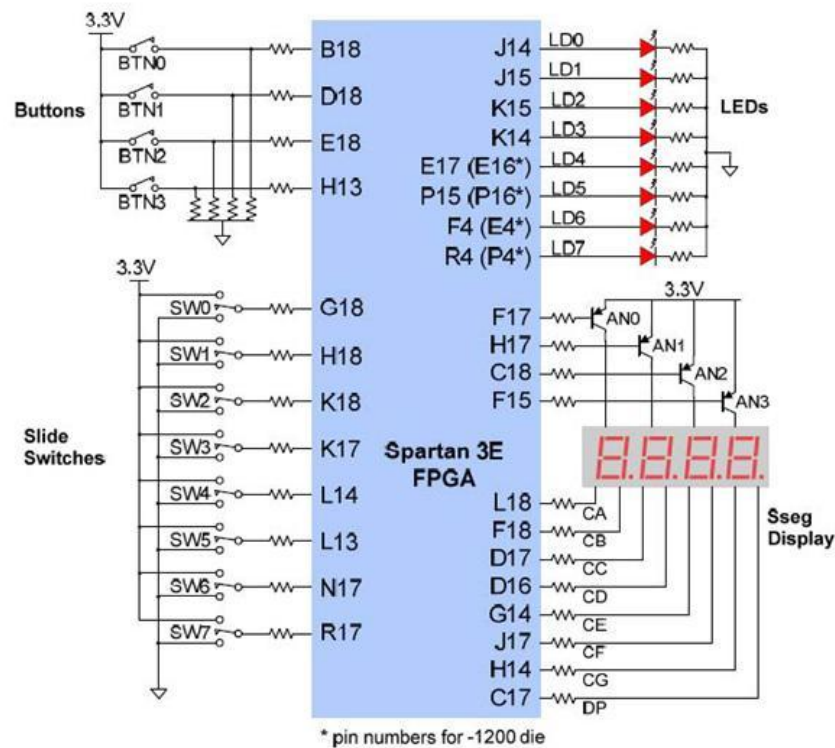 3.3V
BTN0
BTN1
BTN2
BTN3
Buttons
B18
D18
E18
H13
3.3V
SW0
SW1
SW2
SW3
SW4
SW5
SW6
SW7
Slide
Switches
G18
H18
K18
K17
L14
L13
N17
R17
Spartan 3E
FPGA
J14 LD0
J15 LD1
K15 LD2
K14 LD3
E17 (E16*) LD4
P15 (P16*) LD5
F4 (E4*) LD6
R4 (P4*) LD7
LEDs
3.3V
F17 AN0
H17 AN1
C18 AN2
F15 AN3
8.8.8.8.
L18 CA
F18 CB
D17 CC
D16 CD
G14 CE
J17 CF
H14 CG
C17 DP
Sseg
Display
* pin numbers for -1200 die